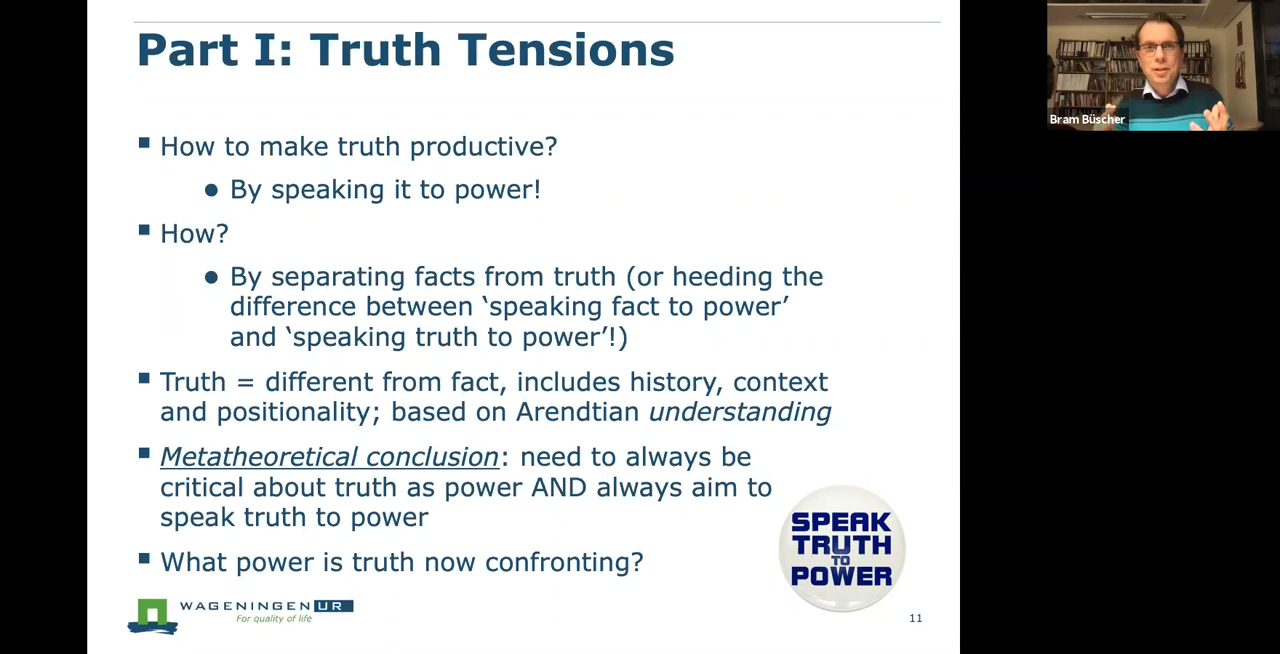 Part I: Truth Tensions
Bram Büscher
▪ How to make truth productive?
● By speaking it to power!
▪ How?
● By separating facts from truth (or heeding the
difference between ‘speaking fact to power’
and ‘speaking truth to power’!)
▪ Truth = different from fact, includes history, context
and positionality; based on Arendtian understanding
▪ Metatheoretical conclusion: need to always be
critical about truth as power AND always aim to
speak truth to power
▪ What power is truth now confronting?
SPEAK
TRUTH
TO
POWER
WAGENINGEN UR
For quality of life
11